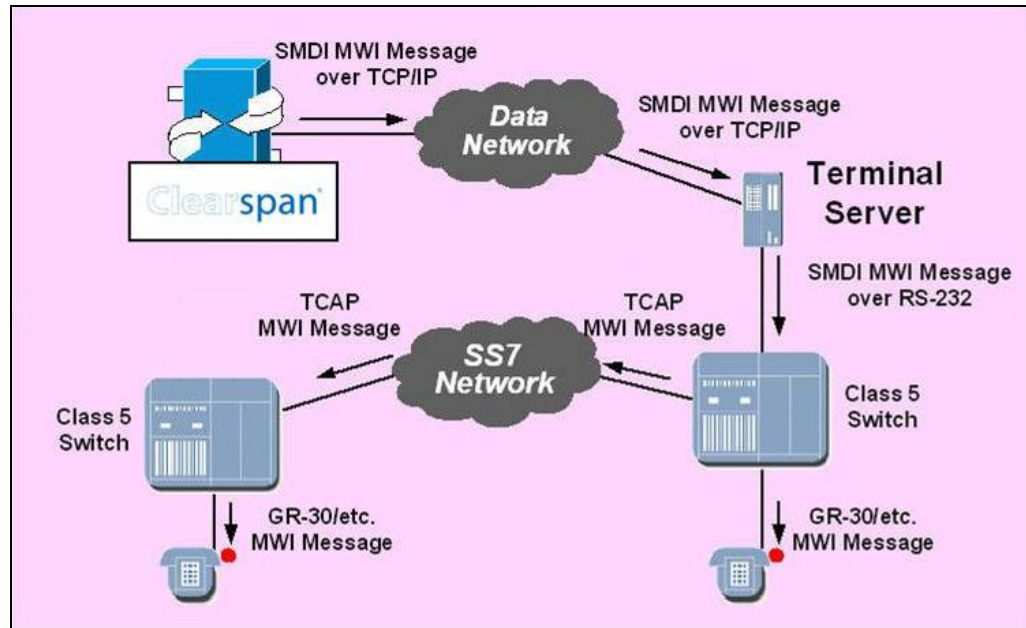 SMDI MWI Message
over TCP/IP
Data
Network
SMDI MWI Message
over TCP/IP
Clearspan®
Terminal
Server
SMDI MWI Message
over RS-232
TCAP
MWI Message
TCAP
MWI Message
SS7
Network
Class 5
Switch
Class 5
Switch
GR-30/etc.
MWI Message
GR-30/etc.
MWI Message